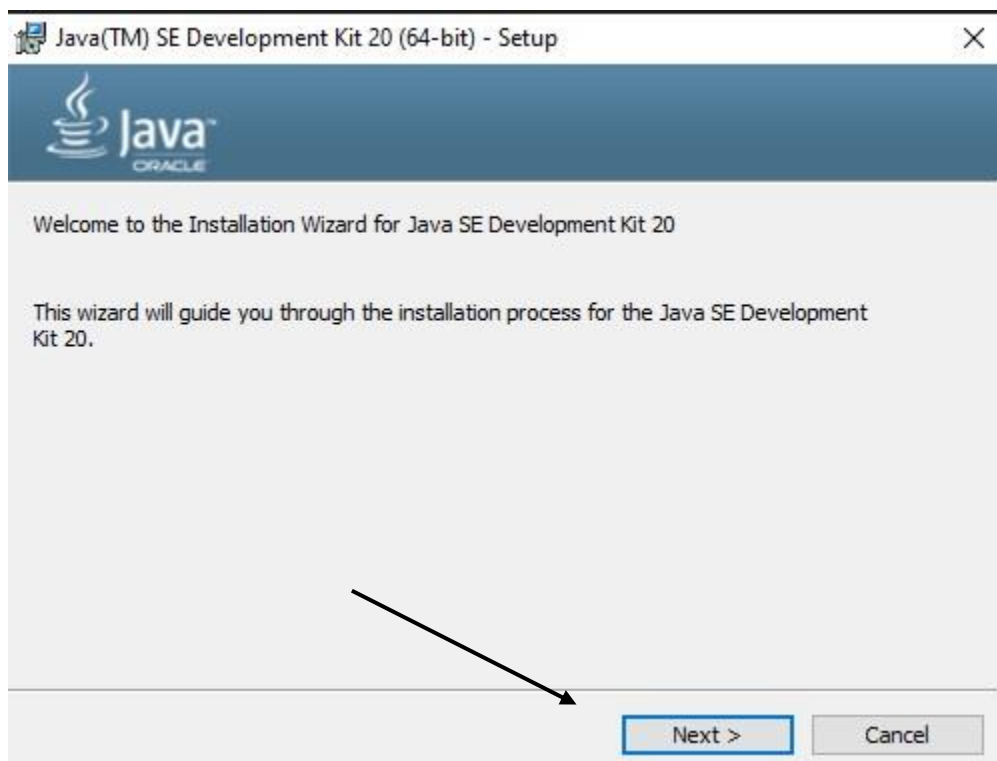 Java(TM) SE Development Kit 20 (64-bit) - Setup
Java™
ORACLE
Welcome to the Installation Wizard for Java SE Development Kit 20
This wizard will guide you through the installation process for the Java SE Development
Kit 20.
Next >
Cancel